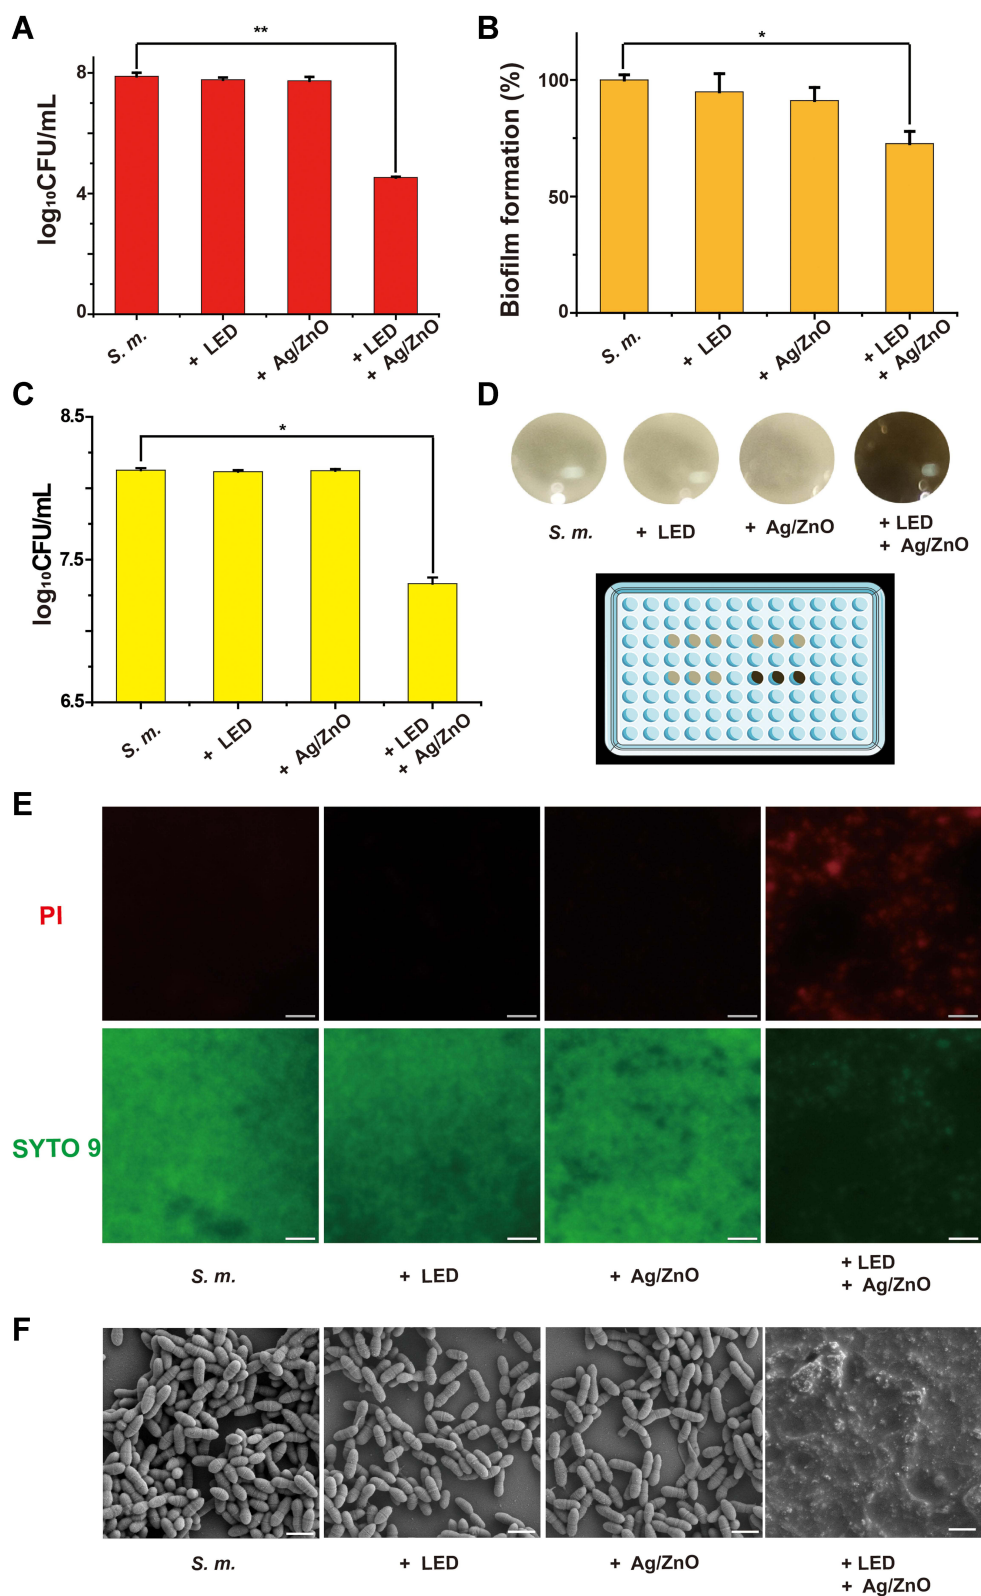 A
**
log₁₀CFU/mL
8
4
0
S. m.
+ LED
+ Ag/ZnO
+ LED
+ Ag/ZnO
B
*
Biofilm formation (%)
100
50
0
S. m.
+ LED
+ Ag/ZnO
+ LED
+ Ag/ZnO
C
*
log₁₀CFU/mL
8.5
7.5
6.5
S. m.
+ LED
+ Ag/ZnO
+ LED
+ Ag/ZnO
D
S. m.
+ LED
+ Ag/ZnO
+ LED
+ Ag/ZnO
E
PI
SYTO 9
S. m.
+ LED
+ Ag/ZnO
+ LED
+ Ag/ZnO
F
S. m.
+ LED
+ Ag/ZnO
+ LED
+ Ag/ZnO